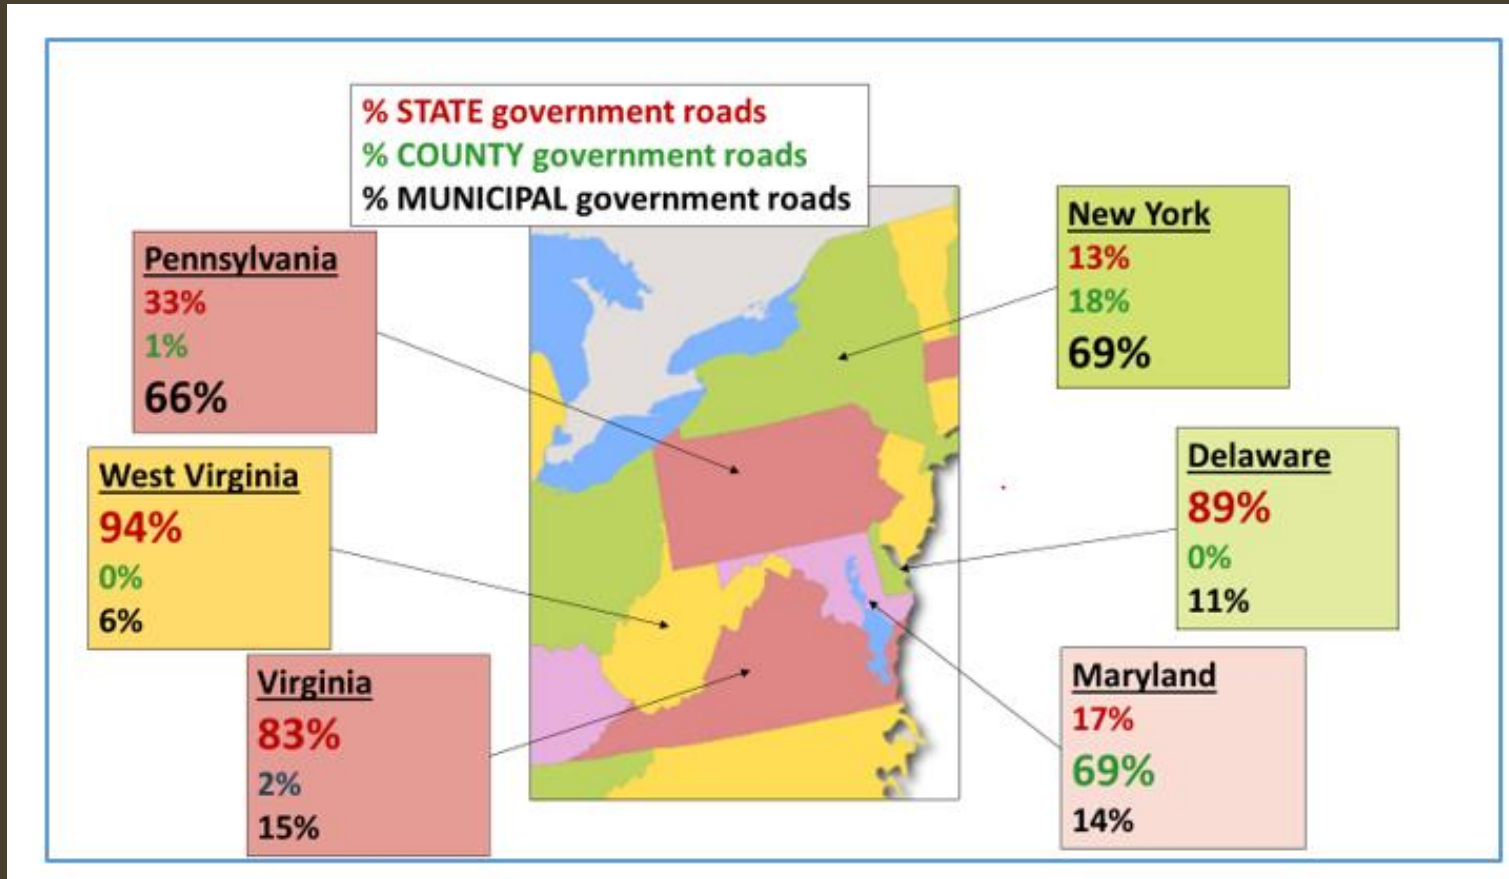 % STATE government roads
% COUNTY government roads
% MUNICIPAL government roads
Pennsylvania
33%
1%
66%
West Virginia
94%
0%
6%
Virginia
83%
2%
15%
New York
13%
18%
69%
Delaware
89%
0%
11%
Maryland
17%
69%
14%